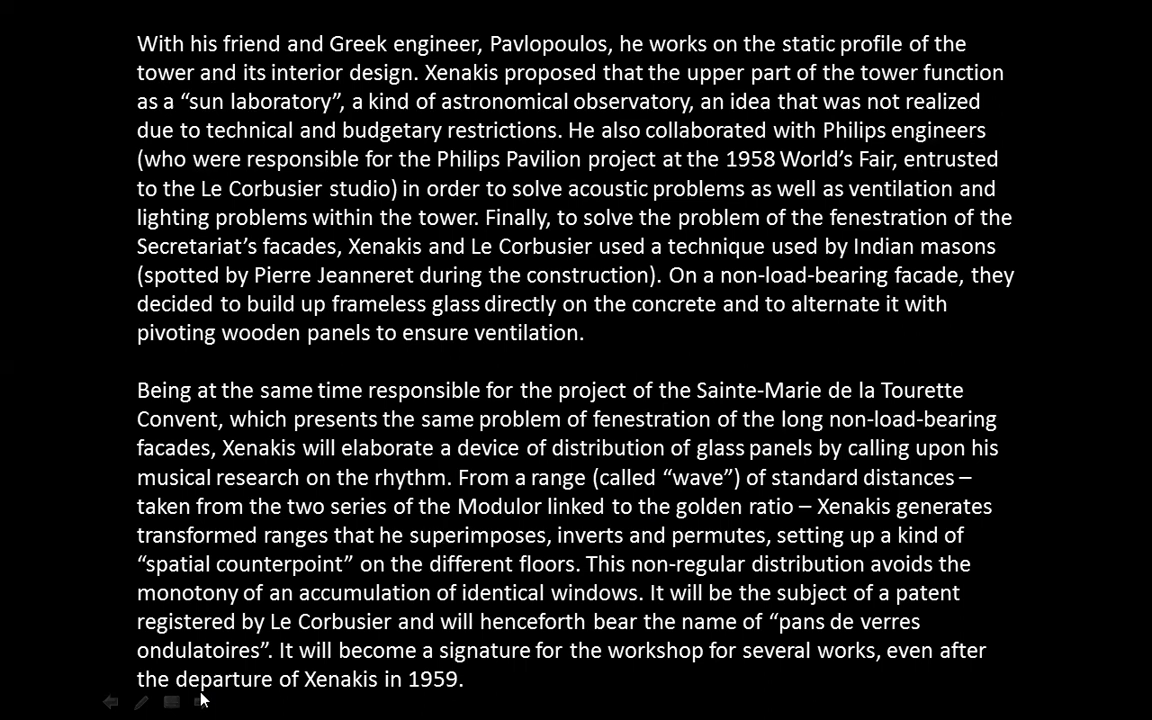 With his friend and Greek engineer, Pavlopoulos, he works on the static profile of the
tower and its interior design. Xenakis proposed that the upper part of the tower function
as a “sun laboratory”, a kind of astronomical observatory, an idea that was not realized
due to technical and budgetary restrictions. He also collaborated with Philips engineers
(who were responsible for the Philips Pavilion project at the 1958 World’s Fair, entrusted
to the Le Corbusier studio) in order to solve acoustic problems as well as ventilation and
lighting problems within the tower. Finally, to solve the problem of the fenestration of the
Secretariat’s facades, Xenakis and Le Corbusier used a technique used by Indian masons
(spotted by Pierre Jeanneret during the construction). On a non-load-bearing facade, they
decided to build up frameless glass directly on the concrete and to alternate it with
pivoting wooden panels to ensure ventilation.
Being at the same time responsible for the project of the Sainte-Marie de la Tourette
Convent, which presents the same problem of fenestration of the long non-load-bearing
facades, Xenakis will elaborate a device of distribution of glass panels by calling upon his
musical research on the rhythm. From a range (called “wave”) of standard distances –
taken from the two series of the Modulor linked to the golden ratio – Xenakis generates
transformed ranges that he superimposes, inverts and permutes, setting up a kind of
“spatial counterpoint” on the different floors. This non-regular distribution avoids the
monotony of an accumulation of identical windows. It will be the subject of a patent
registered by Le Corbusier and will henceforth bear the name of “pans de verres
ondulatoires”. It will become a signature for the workshop for several works, even after
the departure of Xenakis in 1959.